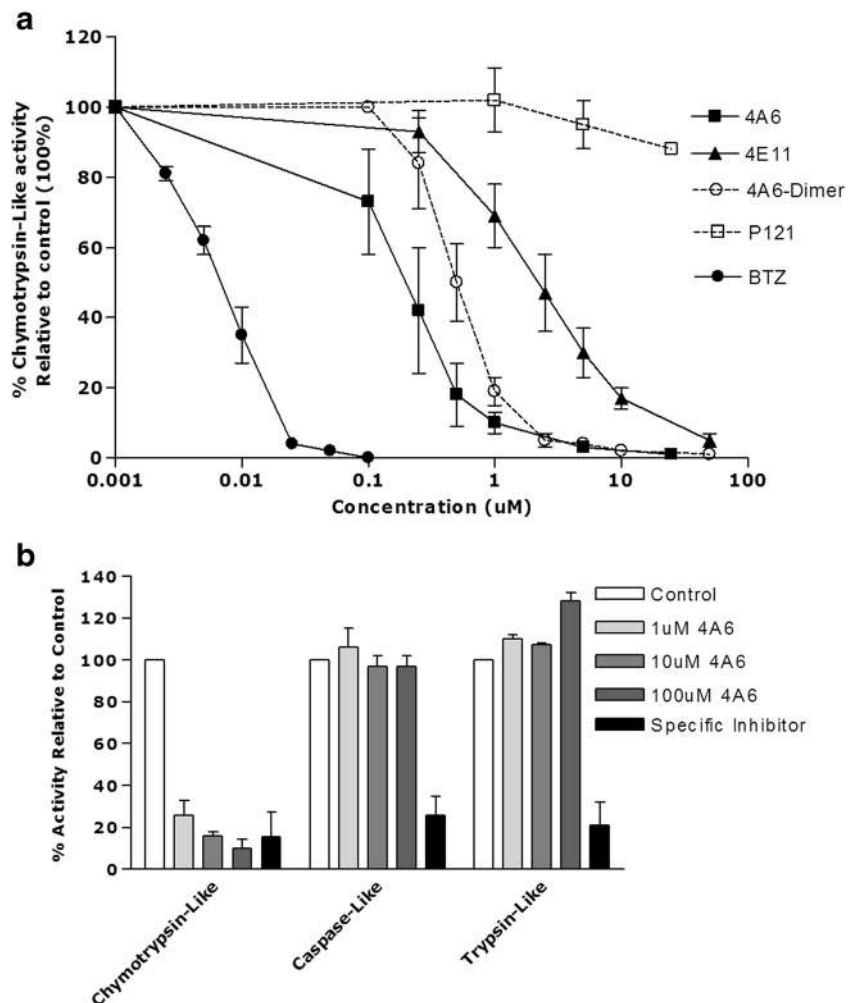 a
% Chymotrypsin-Like activity
Relative to control (100%)
120
100
80
60
40
20
0
0.001
0.01
0.1
1
10
100
Concentration (uM)
4A6
4E11
4A6-Dimer
P121
BTZ
b
% Activity Relative to Control
140
120
100
80
60
40
20
0
Chymotrypsin-Like
Caspase-Like
Trypsin-Like
Control
1uM 4A6
10uM 4A6
100uM 4A6
Specific Inhibitor